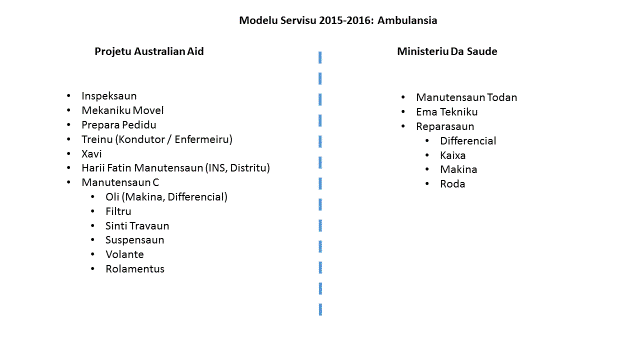 Modelu Servisu 2015-2016: Ambulansia
Projetu Australian Aid
• Inspeksaun
• Mekaniku Movel
• Prepara Pedidu
• Treinu (Kondutor / Enfermeiru)
• Xavi
• Harii Fatin Manutensaun (INS, Distritu)
• Manutensaun C
• Oli (Makina, Differencial)
• Filtru
• Sinti Travaun
• Suspensaun
• Volante
• Rolamentus
Ministeriu Da Saude
• Manutensaun Todan
• Ema Tekniku
• Reparasaun
• Differencial
• Kaixa
• Makina
• Roda